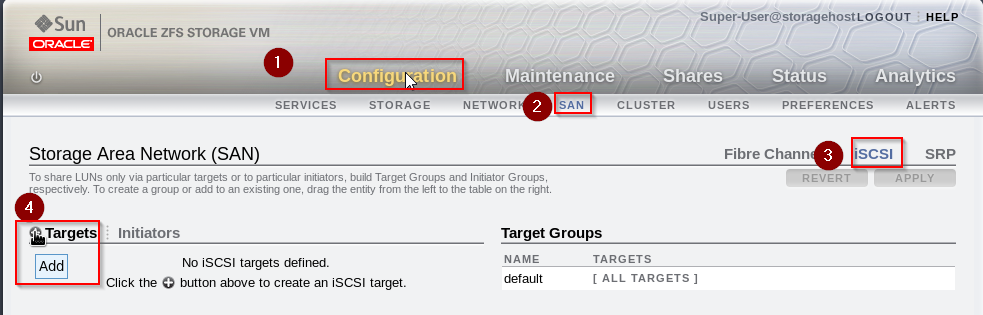 Sun
ORACLE
ORACLE ZFS STORAGE VM
Super-User@storagehost LOGOUT HELP
1
Configuration Maintenance Shares Status Analytics
SERVICES STORAGE NETWORK 2 SAN CLUSTER USERS PREFERENCES ALERTS
Storage Area Network (SAN)
Fibre Channe 3 iSCSI SRP
To share LUNs only via particular targets or to particular initiators, build Target Groups and Initiator Groups,
respectively. To create a group or add to an existing one, drag the entity from the left to the table on the right.
REVERT APPLY
4
Targets Initiators
Add
No iSCSI targets defined.
Click the button above to create an iSCSI target.
Target Groups
NAME TARGETS
default [ ALL TARGETS ]